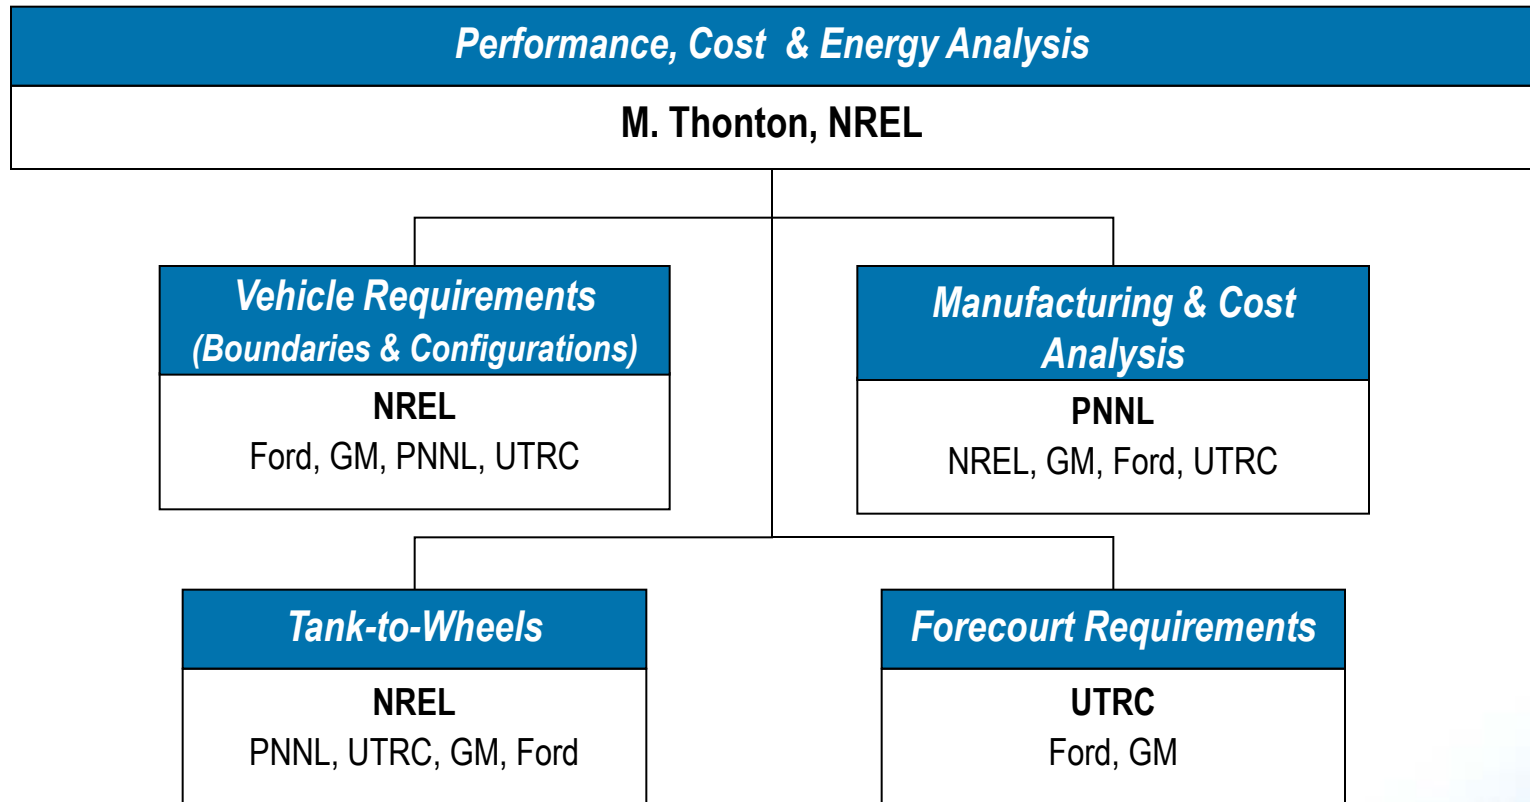 Performance, Cost & Energy Analysis
M. Thonton, NREL
Vehicle Requirements
(Boundaries & Configurations)
NREL
Ford, GM, PNNL, UTRC
Manufacturing & Cost
Analysis
PNNL
NREL, GM, Ford, UTRC
Tank-to-Wheels
NREL
PNNL, UTRC, GM, Ford
Forecourt Requirements
UTRC
Ford, GM